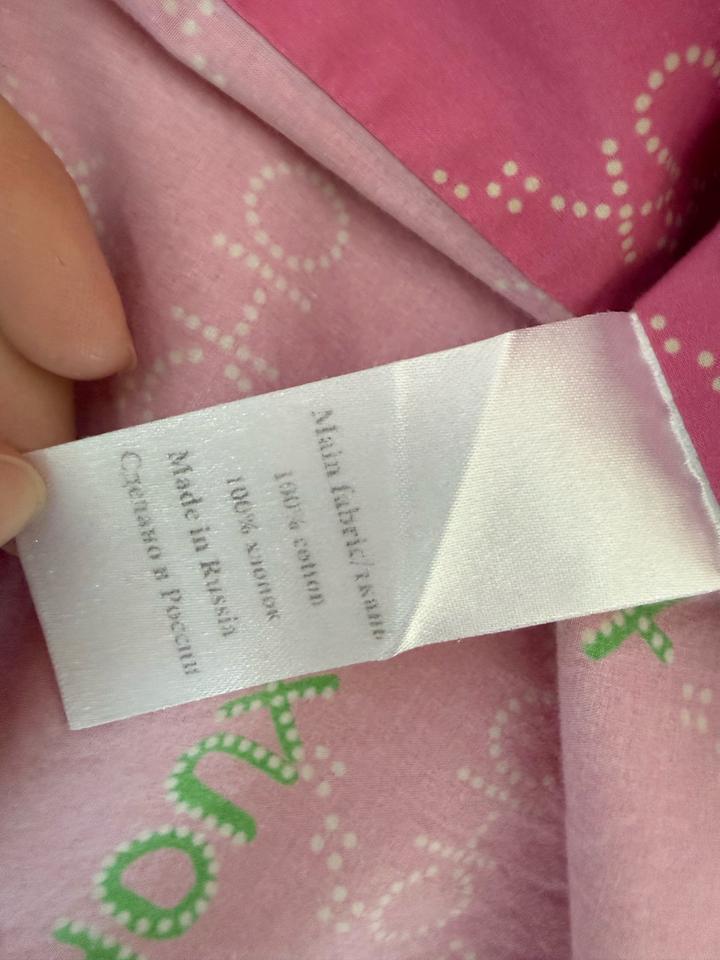 Main fabric/ткань
100% cotton
100% хлопок
Made in Russia
Сделано в России